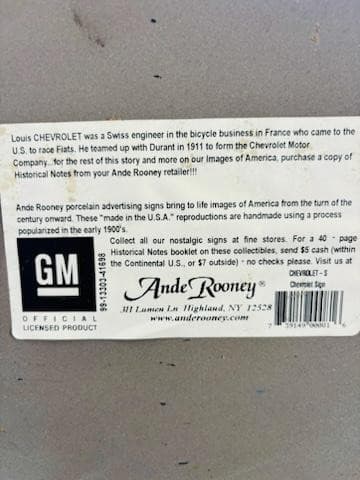 Louis CHEVROLET was a Swiss engineer in the bicycle business in France who came to the
U.S. to race Fiats. He teamed up with Durant in 1911 to form the Chevrolet Motor
Company..for the rest of this story and more on our Images of America, purchase a copy of
Historical Notes from your Ande Rooney retailer!!!
Ande Rooney porcelain advertising signs bring to life images of America from the turn of the
century onward. These "made in the U.S.A." reproductions are handmade using a process
popularized in the early 1900's.
Collect all our nostalgic signs at fine stores. For a 40 - page
Historical Notes booklet on these collectibles, send $5 cash (within
the Continental U.S., or $7 outside) - no checks please. Visit us at
GM
OFFICIAL
LICENSED PRODUCT
99-13303-41698
Ande Rooney®
311 Lumen Ln Highland, NY 12528
www.anderooney.com
CHEVROLET - S
Chevrolet Sign
7 39149 00001 6